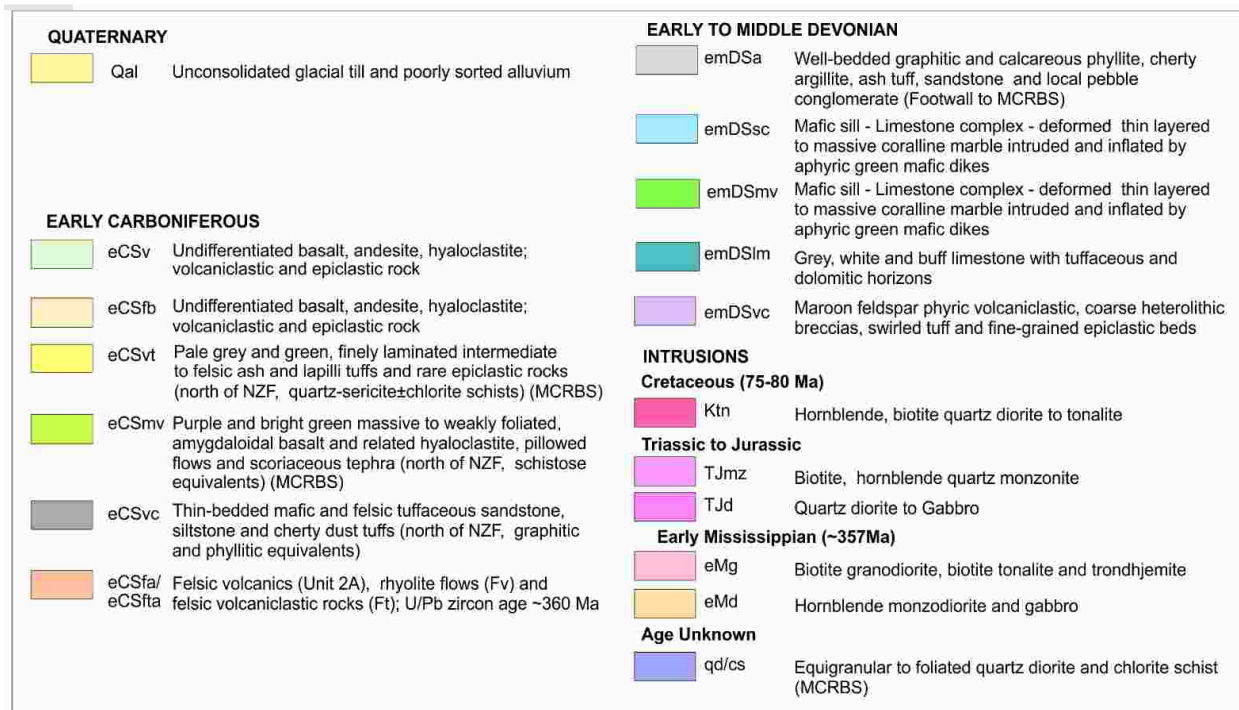 QUATERNARY
Qal Unconsolidated glacial till and poorly sorted alluvium
EARLY CARBONIFEROUS
eCSv Undifferentiated basalt, andesite, hyaloclastite;
volcaniclastic and epiclastic rock
eCSfb Undifferentiated basalt, andesite, hyaloclastite;
volcaniclastic and epiclastic rock
eCSvt Pale grey and green, finely laminated intermediate
to felsic ash and lapilli tuffs and rare epiclastic rocks
(north of NZF, quartz-sericite±chlorite schists) (MCRBS)
eCSmv Purple and bright green massive to weakly foliated,
amygdaloidal basalt and related hyaloclastite, pillowed
flows and scoriaceous tephra (north of NZF, schistose
equivalents) (MCRBS)
eCSvc Thin-bedded mafic and felsic tuffaceous sandstone,
siltstone and cherty dust tuffs (north of NZF, graphitic
and phyllitic equivalents)
eCSfa/ Felsic volcanics (Unit 2A), rhyolite flows (Fv) and
eCSfta felsic volcaniclastic rocks (Ft); U/Pb zircon age ~360 Ma
EARLY TO MIDDLE DEVONIAN
emDSa Well-bedded graphitic and calcareous phyllite, cherty
argillite, ash tuff, sandstone and local pebble
conglomerate (Footwall to MCRBS)
emDSsc Mafic sill - Limestone complex - deformed thin layered
to massive coralline marble intruded and inflated by
aphyric green mafic dikes
emDSmv Mafic sill - Limestone complex - deformed thin layered
to massive coralline marble intruded and inflated by
aphyric green mafic dikes
emDSlm Grey, white and buff limestone with tuffaceous and
dolomitic horizons
emDSvc Maroon feldspar phyric volcaniclastic, coarse heterolithic
breccias, swirled tuff and fine-grained epiclastic beds
INTRUSIONS
Cretaceous (75-80 Ma)
Ktn Hornblende, biotite quartz diorite to tonalite
Triassic to Jurassic
TJmz Biotite, hornblende quartz monzonite
TJd Quartz diorite to Gabbro
Early Mississippian (~357Ma)
eMg Biotite granodiorite, biotite tonalite and trondhjemite
eMd Hornblende monzodiorite and gabbro
Age Unknown
qd/cs Equigranular to foliated quartz diorite and chlorite schist
(MCRBS)